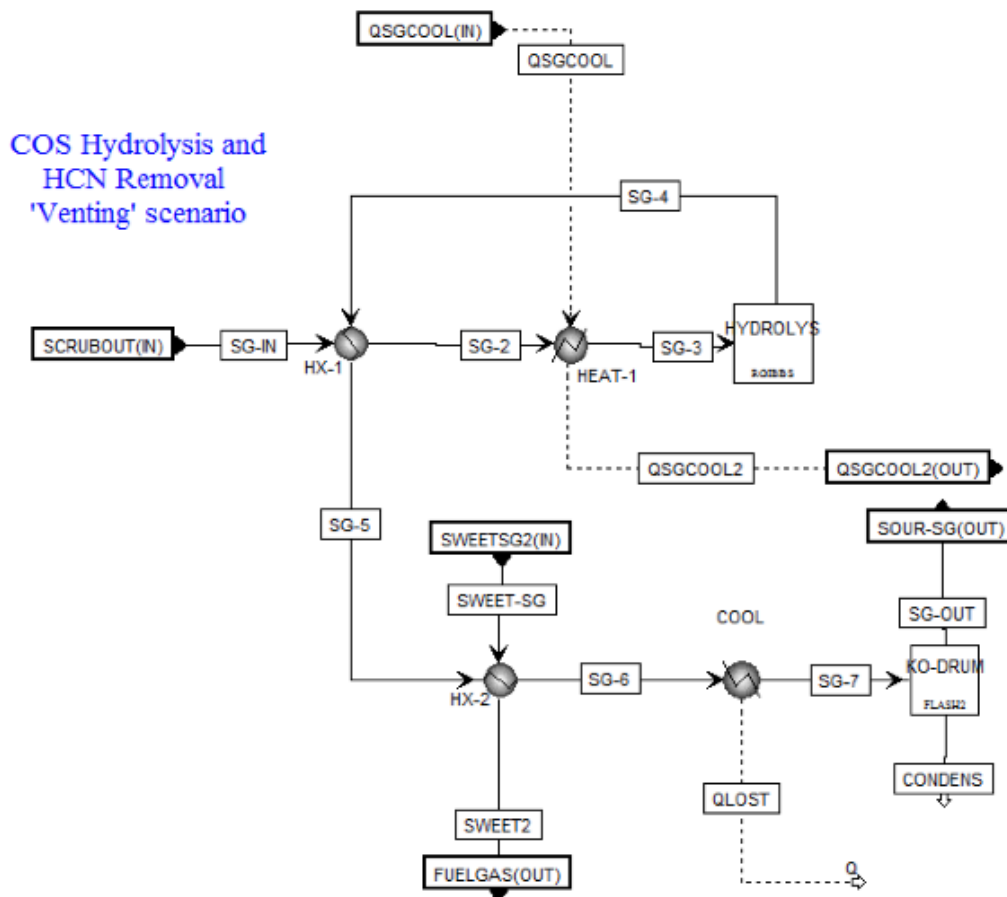 QSGCOOL(IN)
QSGCOOL
COS Hydrolysis and
HCN Removal
'Venting' scenario
SG-4
SCRUBOUT(IN)
SG-IN
HX-1
SG-2
HEAT-1
SG-3
HYDROLYS
RGIBBS
QSGCOOL2
QSGCOOL2(OUT)
SG-5
SWEETSG2(IN)
SOUR-SG(OUT)
SWEET-SG
COOL
SG-OUT
HX-2
SG-6
SG-7
KO-DRUM
FLASH2
QLOST
CONDENS
SWEET2
Q
FUELGAS(OUT)